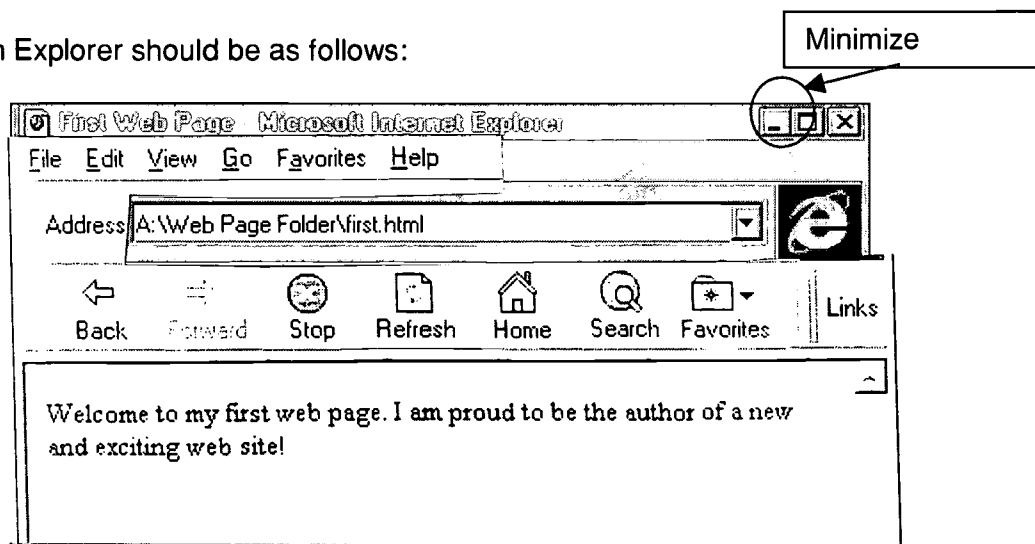 n Explorer should be as follows:
Minimize
First Web Page - Microsoft Internet Explorer
File Edit View Go Favorites Help
Address A:\Web Page Folder\first.html
Back Forward Stop Refresh Home Search Favorites Links
Welcome to my first web page. I am proud to be the author of a new
and exciting web site!